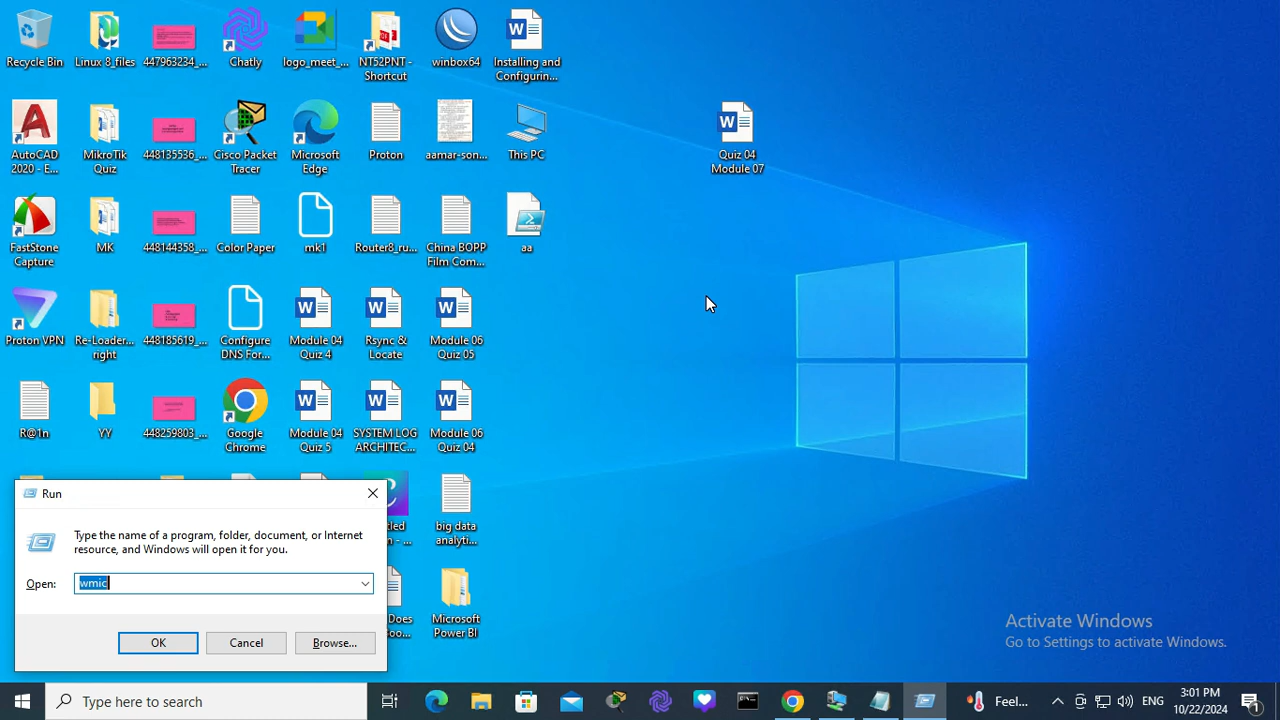 Recycle Bin
Linux 8_files
447963234_...
Chatly
logo_meet_...
NT52PNT -
Shortcut
winbox64
Installing and
Configurin...
AutoCAD
2020 - E...
MikroTik
Quiz
448135536_...
Cisco Packet
Tracer
Microsoft
Edge
Proton
aamar-son...
This PC
Quiz 04
Module 07
FastStone
Capture
MK
448144358_...
Color Paper
mk1
Router8_ru...
China BOPP
Film Com...
aa
Proton VPN
Re-Loader...
right
448185619_...
Configure
DNS For...
Module 04
Quiz 4
Rsync &
Locate
Module 06
Quiz 05
R@1n
YY
448259803_...
Google
Chrome
Module 04
Quiz 5
SYSTEM LOG
ARCHITEC...
Module 06
Quiz 04
big data
analyti...
Microsoft
Power BI
Run
Type the name of a program, folder, document, or Internet
resource, and Windows will open it for you.
Open: wmic
OK Cancel Browse...
Activate Windows
Go to Settings to activate Windows.
Type here to search
Feel...
ENG
3:01 PM
10/22/2024
1